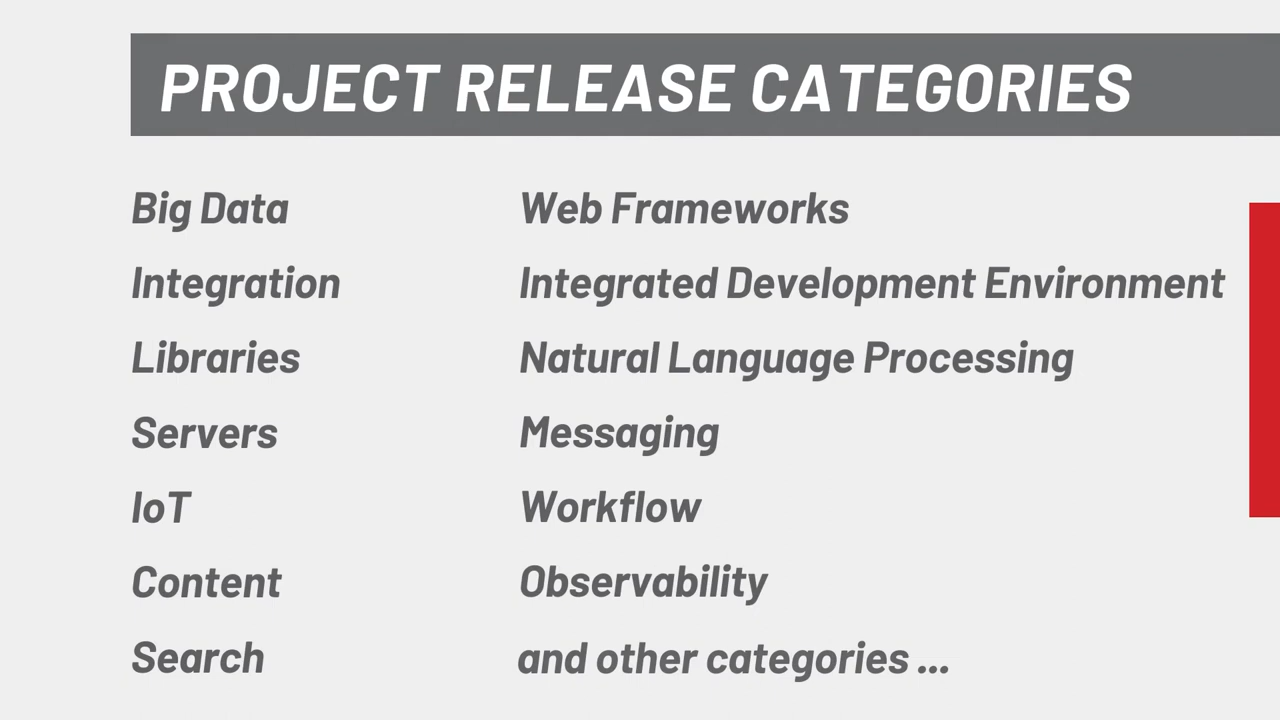 PROJECT RELEASE CATEGORIES
Big Data
Integration
Libraries
Servers
IoT
Content
Search
Web Frameworks
Integrated Development Environment
Natural Language Processing
Messaging
Workflow
Observability
and other categories ...